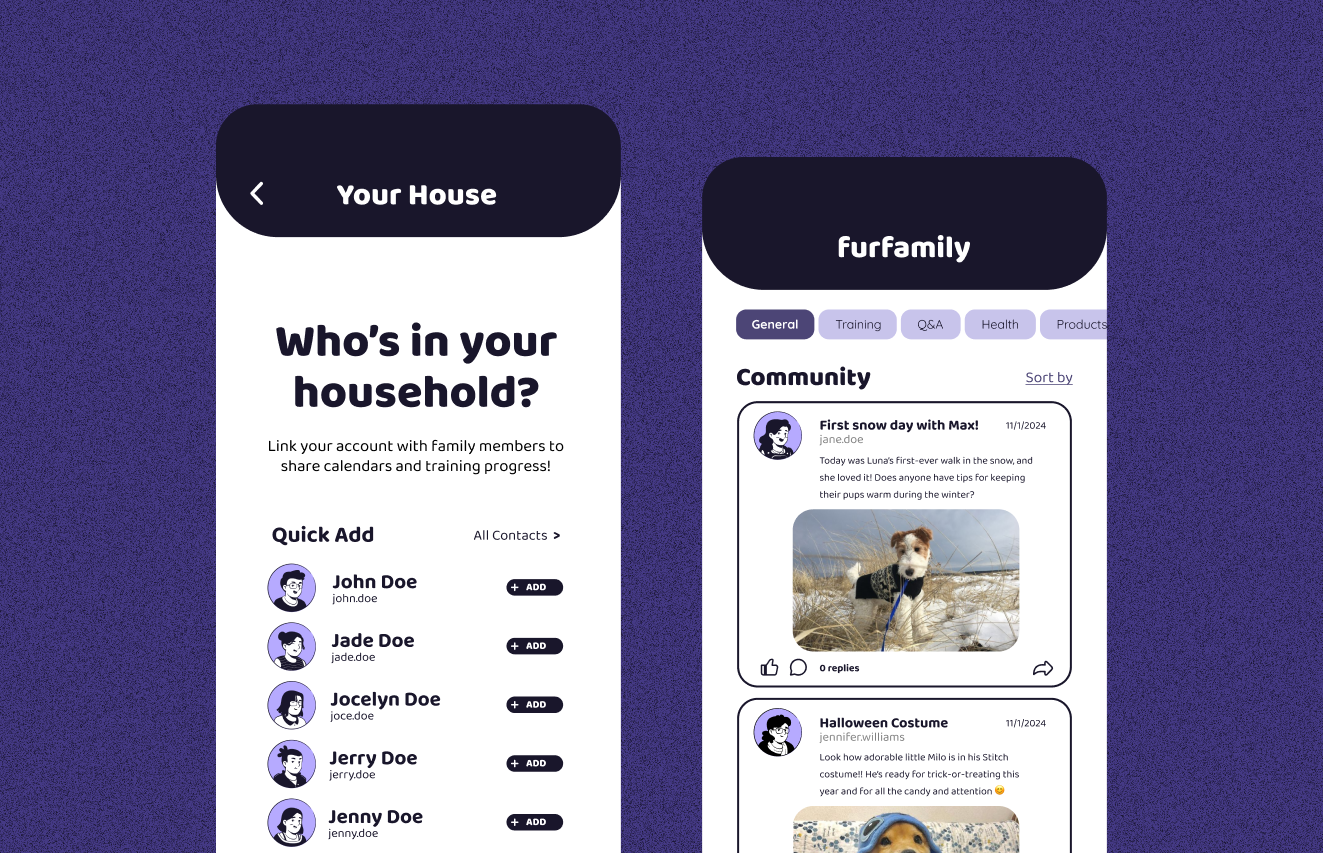 Your House
Who's in your
household?
Link your account with family members to
share calendars and training progress!
Quick Add
All Contacts >
John Doe
john.doe
+ ADD
Jade Doe
jade.doe
+ ADD
Jocelyn Doe
joce.doe
+ ADD
Jerry Doe
jerry.doe
+ ADD
Jenny Doe
jenny.doe
+ ADD
furfamily
General Training Q&A Health Products
Community
Sort by
First snow day with Max!
11/1/2024
jane.doe
Today was Luna's first-ever walk in the snow, and
she loved it! Does anyone have tips for keeping
their pups warm during the winter?
0 replies
Halloween Costume
11/1/2024
jennifer.williams
Look how adorable little Milo is in his Stitch
costume!! He's ready for trick-or-treating this
year and for all the candy and attention 😊